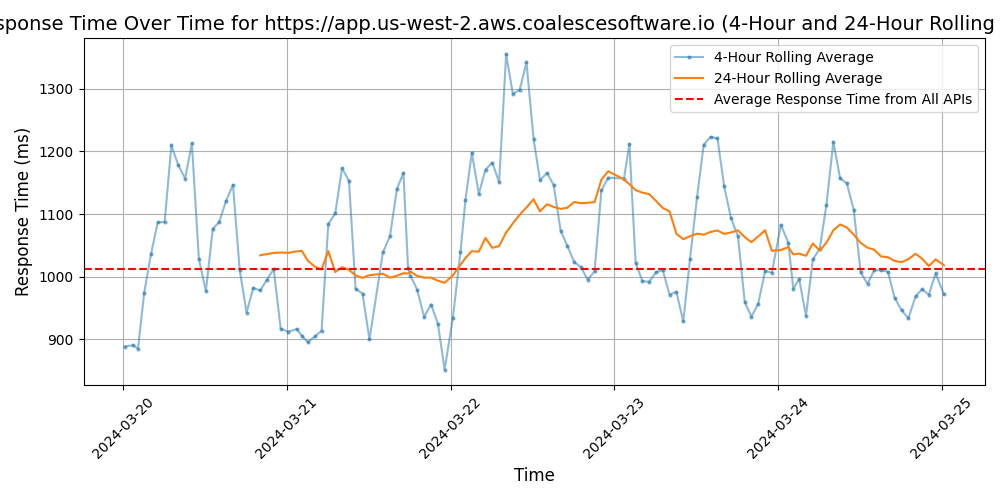 sponse Time Over Time for https://app.us-west-2.aws.coalescesoftware.io (4-Hour and 24-Hour Rolling
4-Hour Rolling Average
24-Hour Rolling Average
Average Response Time from All APIs
Response Time (ms)
1300
1200
1100
1000
900
2024-03-20
2024-03-21
2024-03-22
2024-03-23
2024-03-24
2024-03-25
Time